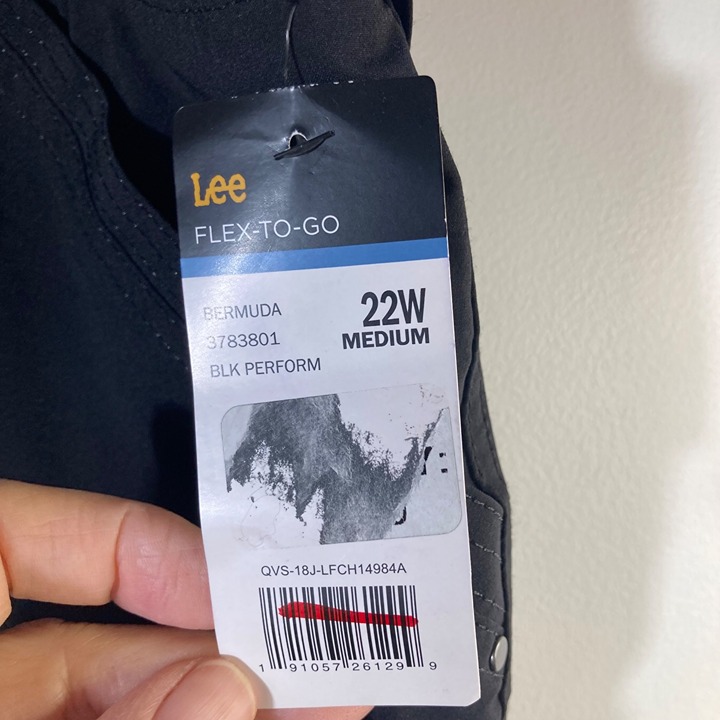 Lee
FLEX-TO-GO
BERMUDA
3783801
BLK PERFORM
22W
MEDIUM
QVS-18J-LFCH14984A
1 91057 26129 9